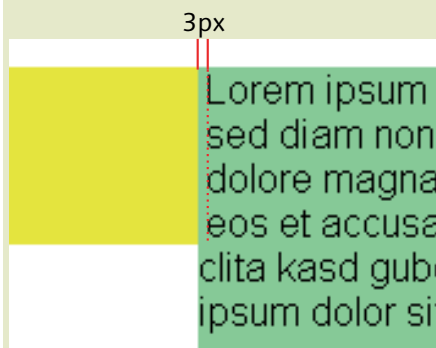 3px
Lorem ipsum
sed diam non
dolore magna
eos et accusa
clita kasd gub
ipsum dolor si